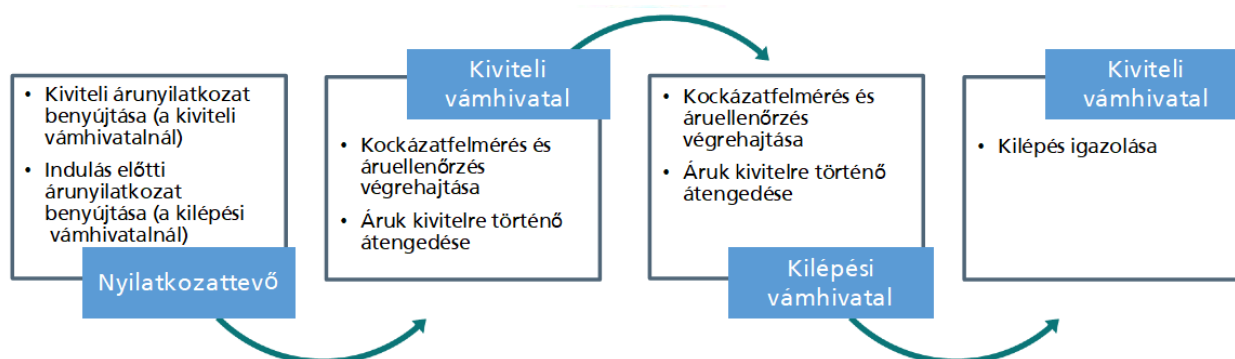 • Kiviteli árunyilatkozat
benyújtása (a kiviteli
vámhivatalnál)
• Indulás előtti
árunyilatkozat
benyújtása (a kilépési
vámhivatalnál)
Nyilatkozattevő
Kiviteli
vámhivatal
• Kockázatfelmérés és
áruellenőrzés
végrehajtása
• Áruk kivitelre történő
átengedése
• Kockázatfelmérés és
áruellenőrzés
végrehajtása
• Áruk kivitelre történő
átengedése
Kilépési
vámhivatal
Kiviteli
vámhivatal
• Kilépés igazolása